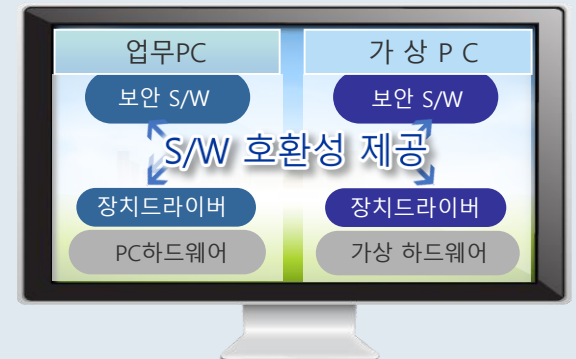 업무PC
가 상 P C
보안 S/W
보안 S/W
S/W 호환성 제공
장치드라이버
장치드라이버
PC하드웨어
가상 하드웨어